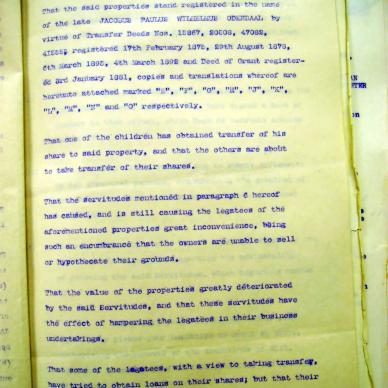 That the said properties stand registered in the name
of the late JACOBUS PAULUS WILHELMUS ODENDAAL by
virtue of Transfer Deeds Nos. 15867, 20508, 47082,
registered 17th February 1875, 29th August 1878,
6th March 1895, 4th March 1892 and Deed of Grant register-
ed 3rd January 1881, copies and translations whereof are
hereunto attached marked
"L", "M", "N" and "O" respectively.
That one of the children has obtained transfer of his
share to said property, and that the others are about
to take transfer of their shares.
That the servitudes mentioned in paragraph 6 hereof
has caused, and is still causing the legatees of the
aforementioned properties great inconvenience, being
such an encumbrance that the owners are unable to sell
or hypothecate their grounds.
That the value of the properties greatly deteriorated
by the said Servitudes, and that these servitudes have
the effect of hampering the legatees in their business
undertakings.
That some of the legatees, with a view to taking transfer,
have tried to obtain loans on their shares; but that their